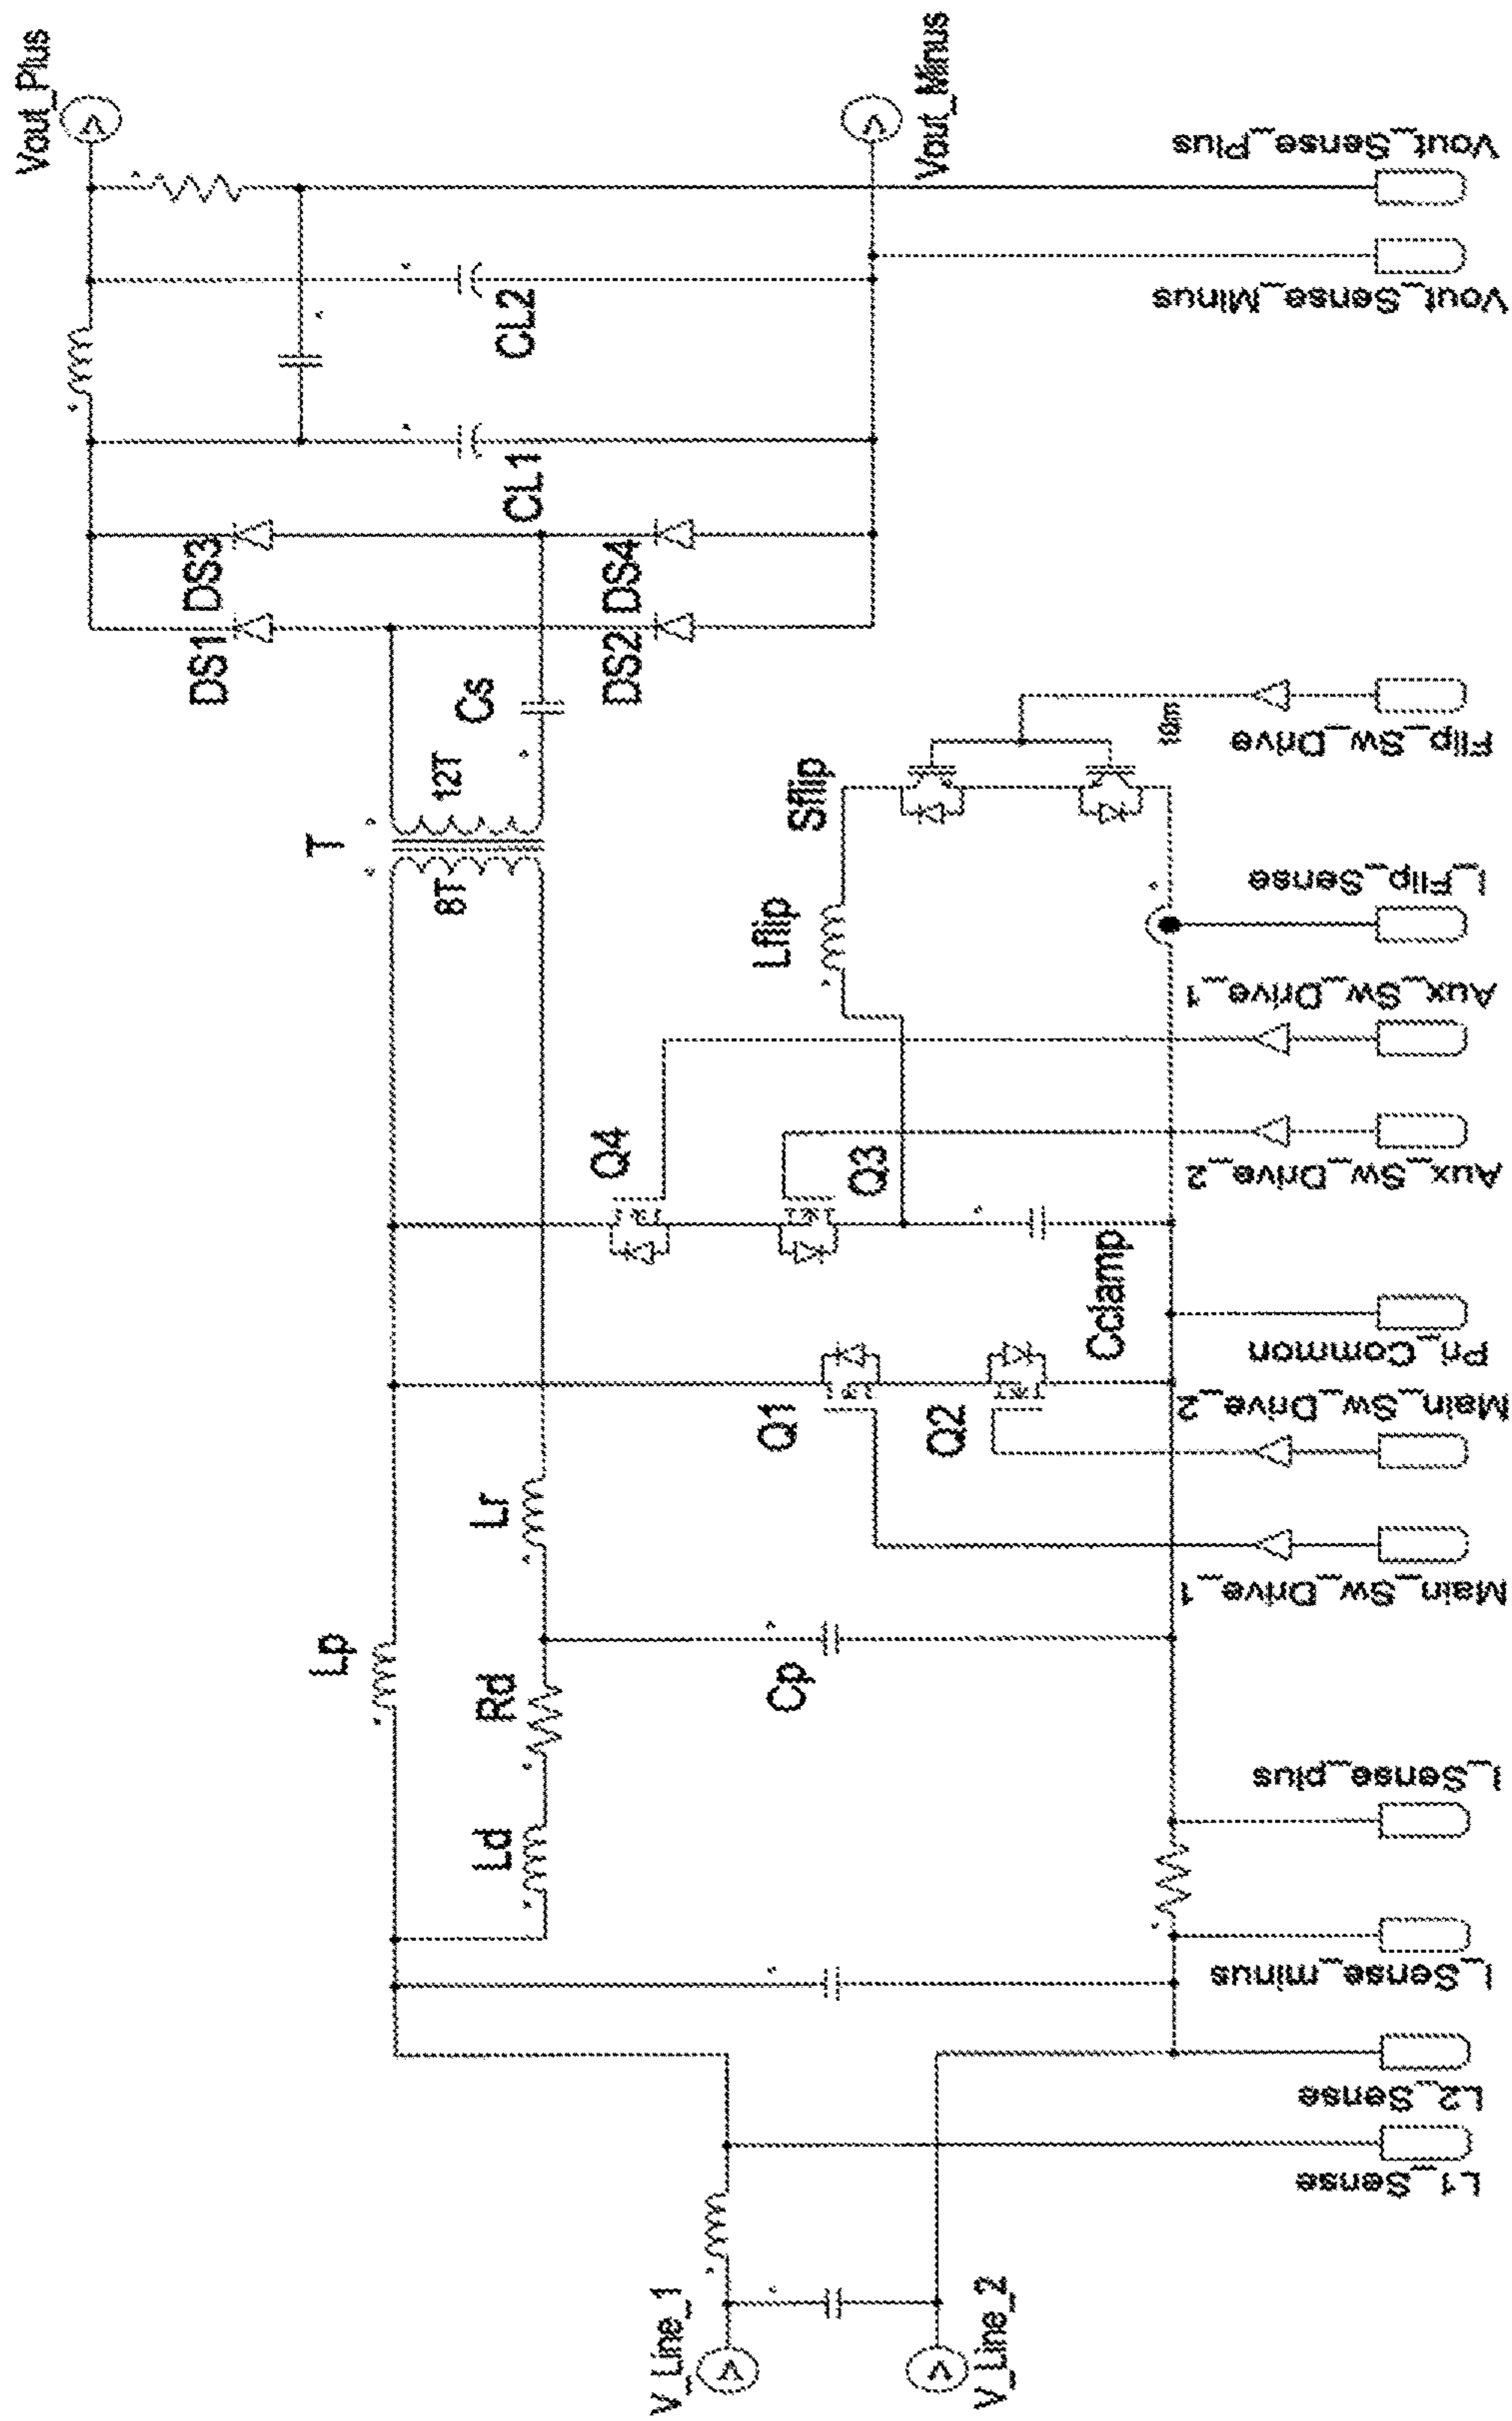 Vout_Plus
Vout_Minus
Vout_Sense_Plus
Vout_Sense_Minus
CL2
CL1
DS3
DS4
DS1
DS2
Cs
12T
T
8T
Sflip
Lflip
10m
Flip_Sw_Drive
I_Flip_Sense
Aux_Sw_Drive_1
Aux_Sw_Drive_2
Q4
Q3
Cclamp
Pri_Common
Q1
Q2
Main_Sw_Drive_2
Main_Sw_Drive_1
Lr
Lp
Rd
Cp
Ld
I_Sense_plus
I_Sense_minus
L2_Sense
L1_Sense
V_Line_1
V_Line_2